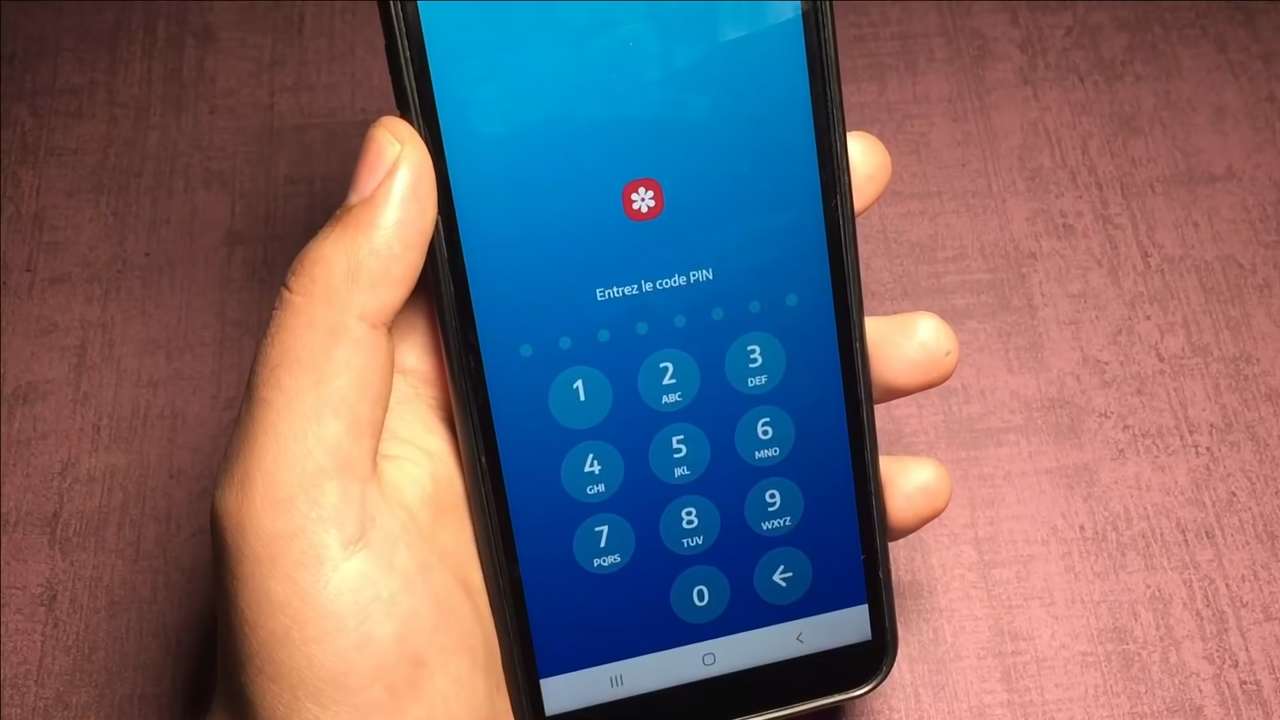 Entrez le code PIN
1 2 3
ABC DEF
4 5 6
GHI JKL MNO
7 8 9
PQRS TUV WXYZ
0